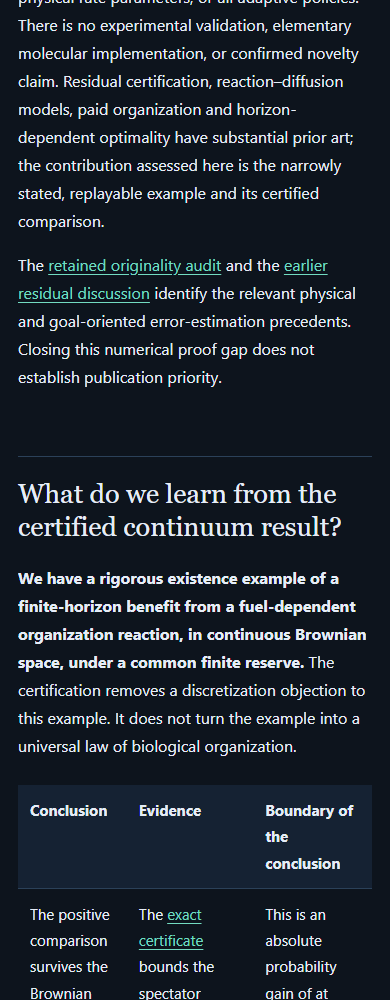 physical rate parameters, or all adaptive policies.
There is no experimental validation, elementary
molecular implementation, or confirmed novelty
claim. Residual certification, reaction–diffusion
models, paid organization and horizon-
dependent optimality have substantial prior art;
the contribution assessed here is the narrowly
stated, replayable example and its certified
comparison.
The retained originality audit and the earlier
residual discussion identify the relevant physical
and goal-oriented error-estimation precedents.
Closing this numerical proof gap does not
establish publication priority.
What do we learn from the
certified continuum result?
We have a rigorous existence example of a
finite-horizon benefit from a fuel-dependent
organization reaction, in continuous Brownian
space, under a common finite reserve. The
certification removes a discretization objection to
this example. It does not turn the example into a
universal law of biological organization.
Conclusion
Evidence
Boundary of
the
conclusion
The positive
comparison
survives the
Brownian
The exact
certificate
bounds the
spectator
This is an
absolute
probability
gain of at